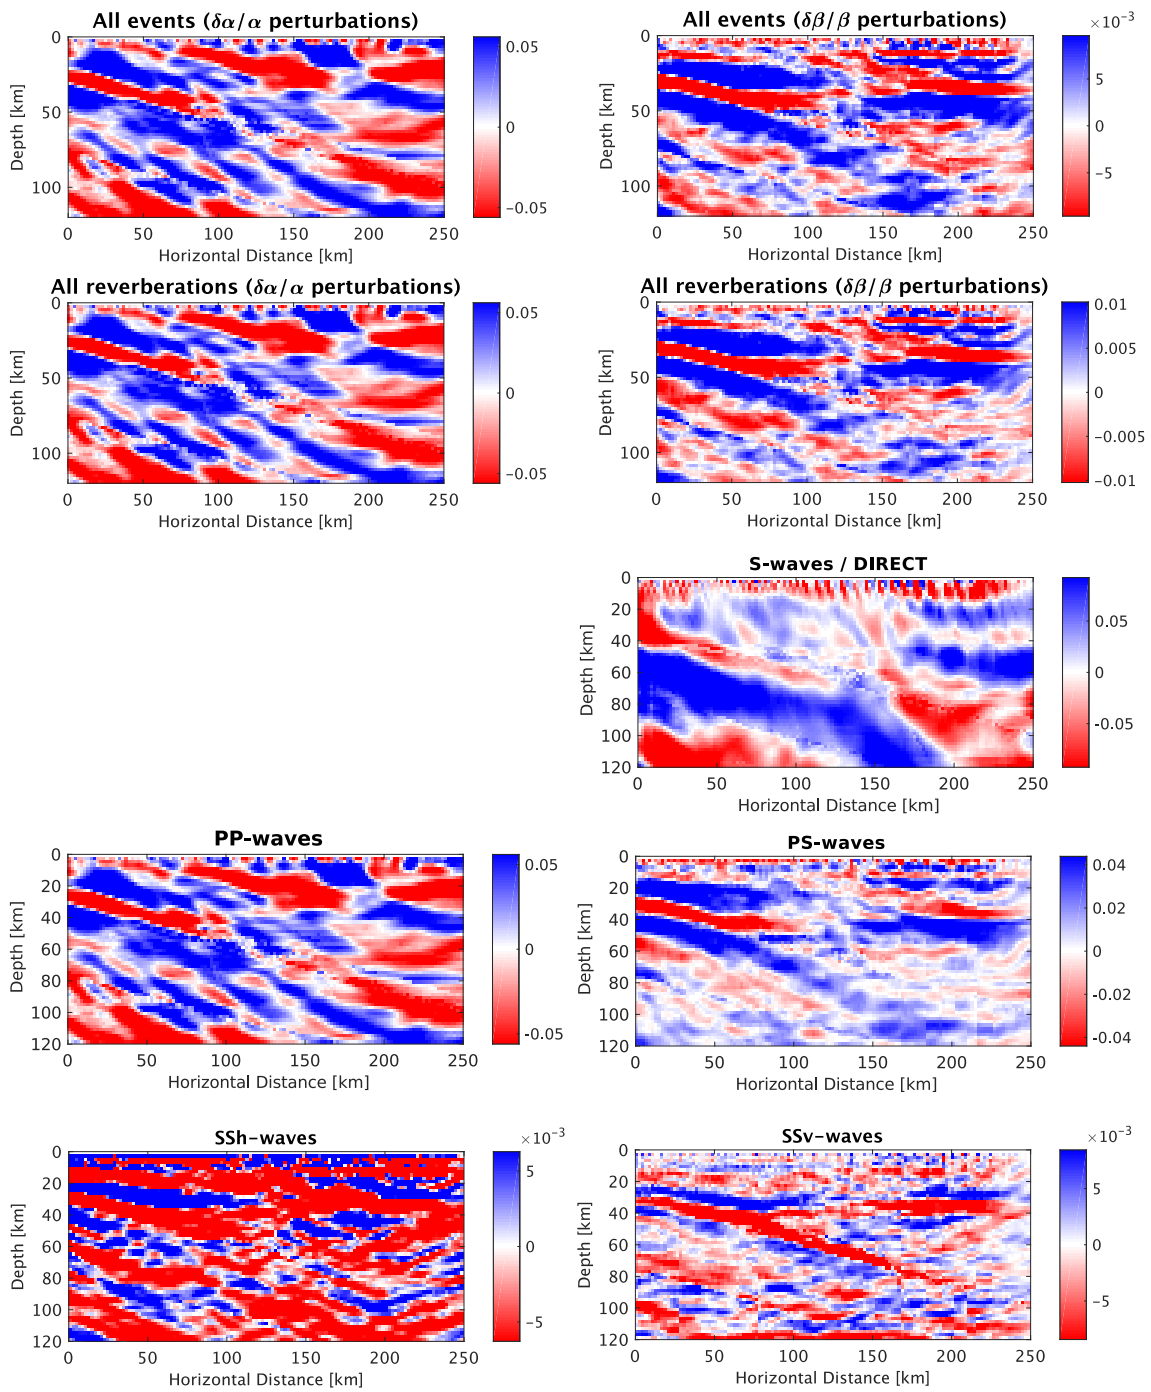 All events (δα/α perturbations)
0
50
100
Depth [km]
0 50 100 150 200 250
Horizontal Distance [km]
0.05
0
−0.05
All events (δβ/β perturbations)
×10−3
0
50
100
Depth [km]
0 50 100 150 200 250
Horizontal Distance [km]
5
0
−5
All reverberations (δα/α perturbations)
0
50
100
Depth [km]
0 50 100 150 200 250
Horizontal Distance [km]
0.05
0
−0.05
All reverberations (δβ/β perturbations)
0
50
100
Depth [km]
0 50 100 150 200 250
Horizontal Distance [km]
0.01
0.005
0
−0.005
−0.01
S-waves / DIRECT
0
20
40
60
80
100
120
Depth [km]
0 50 100 150 200 250
Horizontal Distance [km]
0.05
0
-0.05
PP-waves
0
20
40
60
80
100
120
Depth [km]
0 50 100 150 200 250
Horizontal Distance [km]
0.05
0
-0.05
PS-waves
0
20
40
60
80
100
120
Depth [km]
0 50 100 150 200 250
Horizontal Distance [km]
0.04
0.02
0
-0.02
-0.04
SSh−waves
×10−3
0
20
40
60
80
100
120
Depth [km]
0 50 100 150 200 250
Horizontal Distance [km]
5
0
−5
SSv−waves
×10−3
0
20
40
60
80
100
120
Depth [km]
0 50 100 150 200 250
Horizontal Distance [km]
5
0
−5